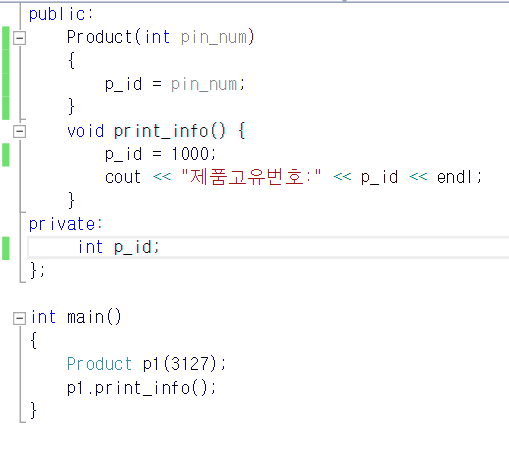 public:
Product(int pin_num)
{
p_id = pin_num;
}
void print_info() {
p_id = 1000;
cout << "제품고유번호:" << p_id << endl;
}
private:
int p_id;
};
int main()
{
Product p1(3127);
p1.print_info();
}